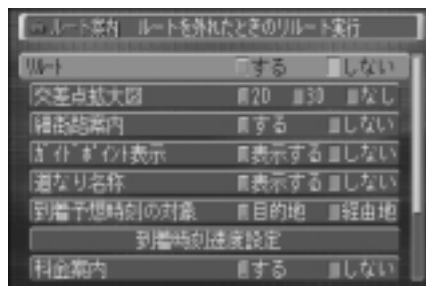 ルート案内 ルートを外れたときのリルート実行
リルート する しない
交差点拡大図 2D 3D なし
細街路案内 する しない
ガイドポイント表示 表示する しない
道なり名称 表示する しない
到着予想時刻の対象 目的地 経由地
到着時刻速度設定
料金案内 する しない